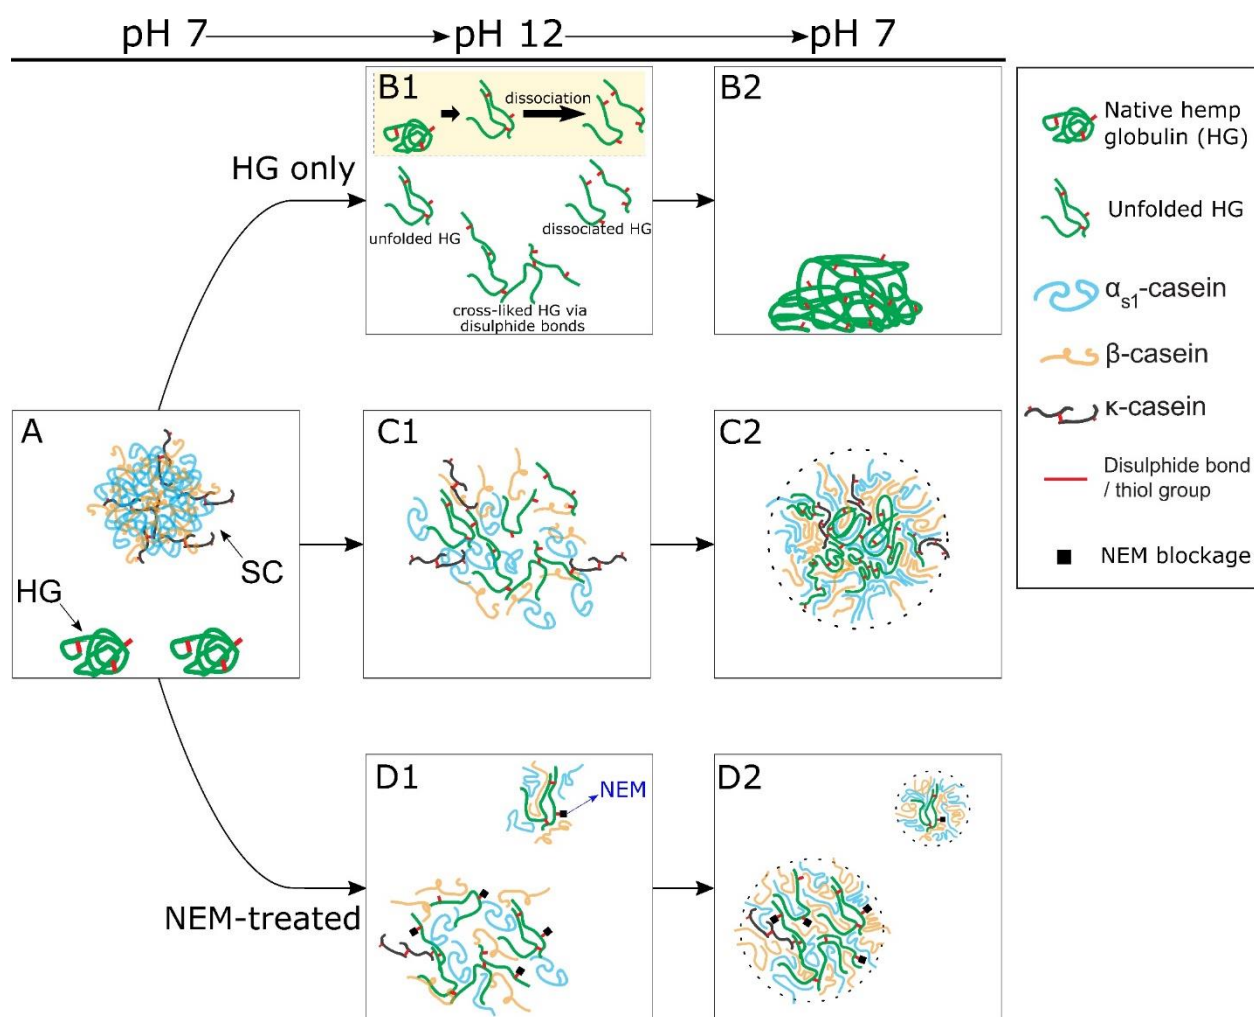 pH 7 pH 12 pH 7
B1
dissociation
unfolded HG
dissociated HG
cross-liked HG via
disulphide bonds
B2
HG only
A
SC
HG
C1
C2
D1
NEM
D2
NEM-treated
Native hemp
globulin (HG)
Unfolded HG
αs1-casein
β-casein
κ-casein
Disulphide bond
/ thiol group
NEM blockage